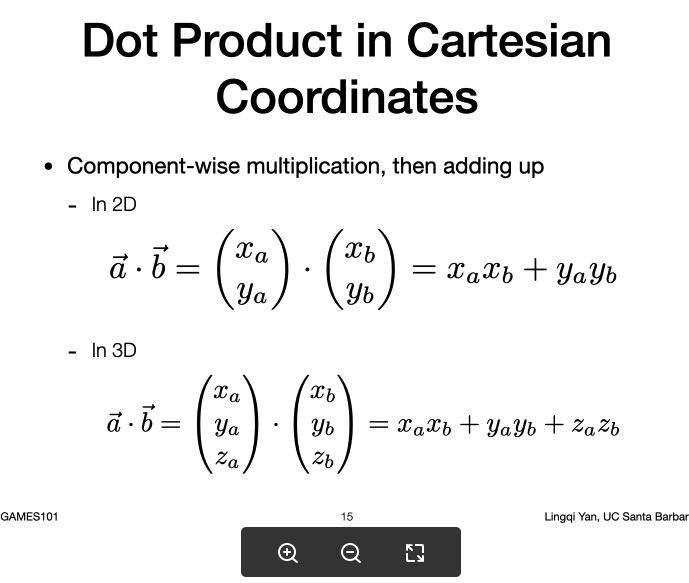 Dot Product in Cartesian
Coordinates
• Component-wise multiplication, then adding up
- In 2D
$\vec{a} \cdot \vec{b} = \begin{pmatrix} x_a \\ y_a \end{pmatrix} \cdot \begin{pmatrix} x_b \\ y_b \end{pmatrix} = x_a x_b + y_a y_b$
- In 3D
$\vec{a} \cdot \vec{b} = \begin{pmatrix} x_a \\ y_a \\ z_a \end{pmatrix} \cdot \begin{pmatrix} x_b \\ y_b \\ z_b \end{pmatrix} = x_a x_b + y_a y_b + z_a z_b$
GAMES101 15 Lingqi Yan, UC Santa Barbar